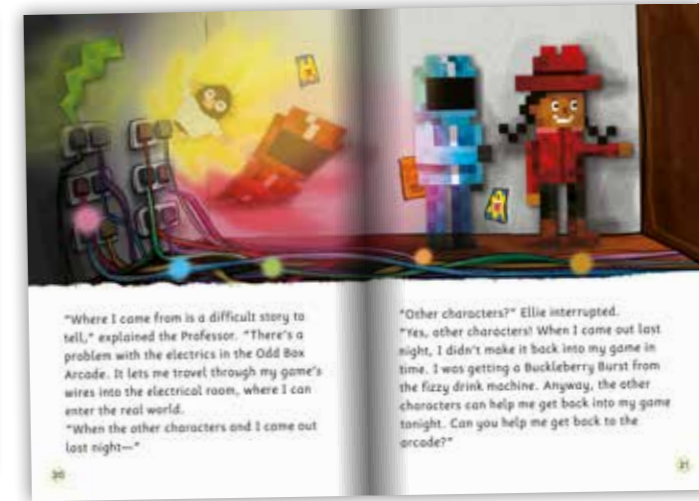 "Where I came from is a difficult story to
tell," explained the Professor. "There's a
problem with the electrics in the Odd Box
Arcade. It lets me travel through my game's
wires into the electrical room, where I can
enter the real world.
"When the other characters and I came out
last night—"
20
"Other characters?" Ellie interrupted.
"Yes, other characters! When I came out last
night, I didn't make it back into my game in
time. I was getting a Buckleberry Burst from
the fizzy drink machine. Anyway, the other
characters can help me get back into my game
tonight. Can you help me get back to the
arcade?"
21